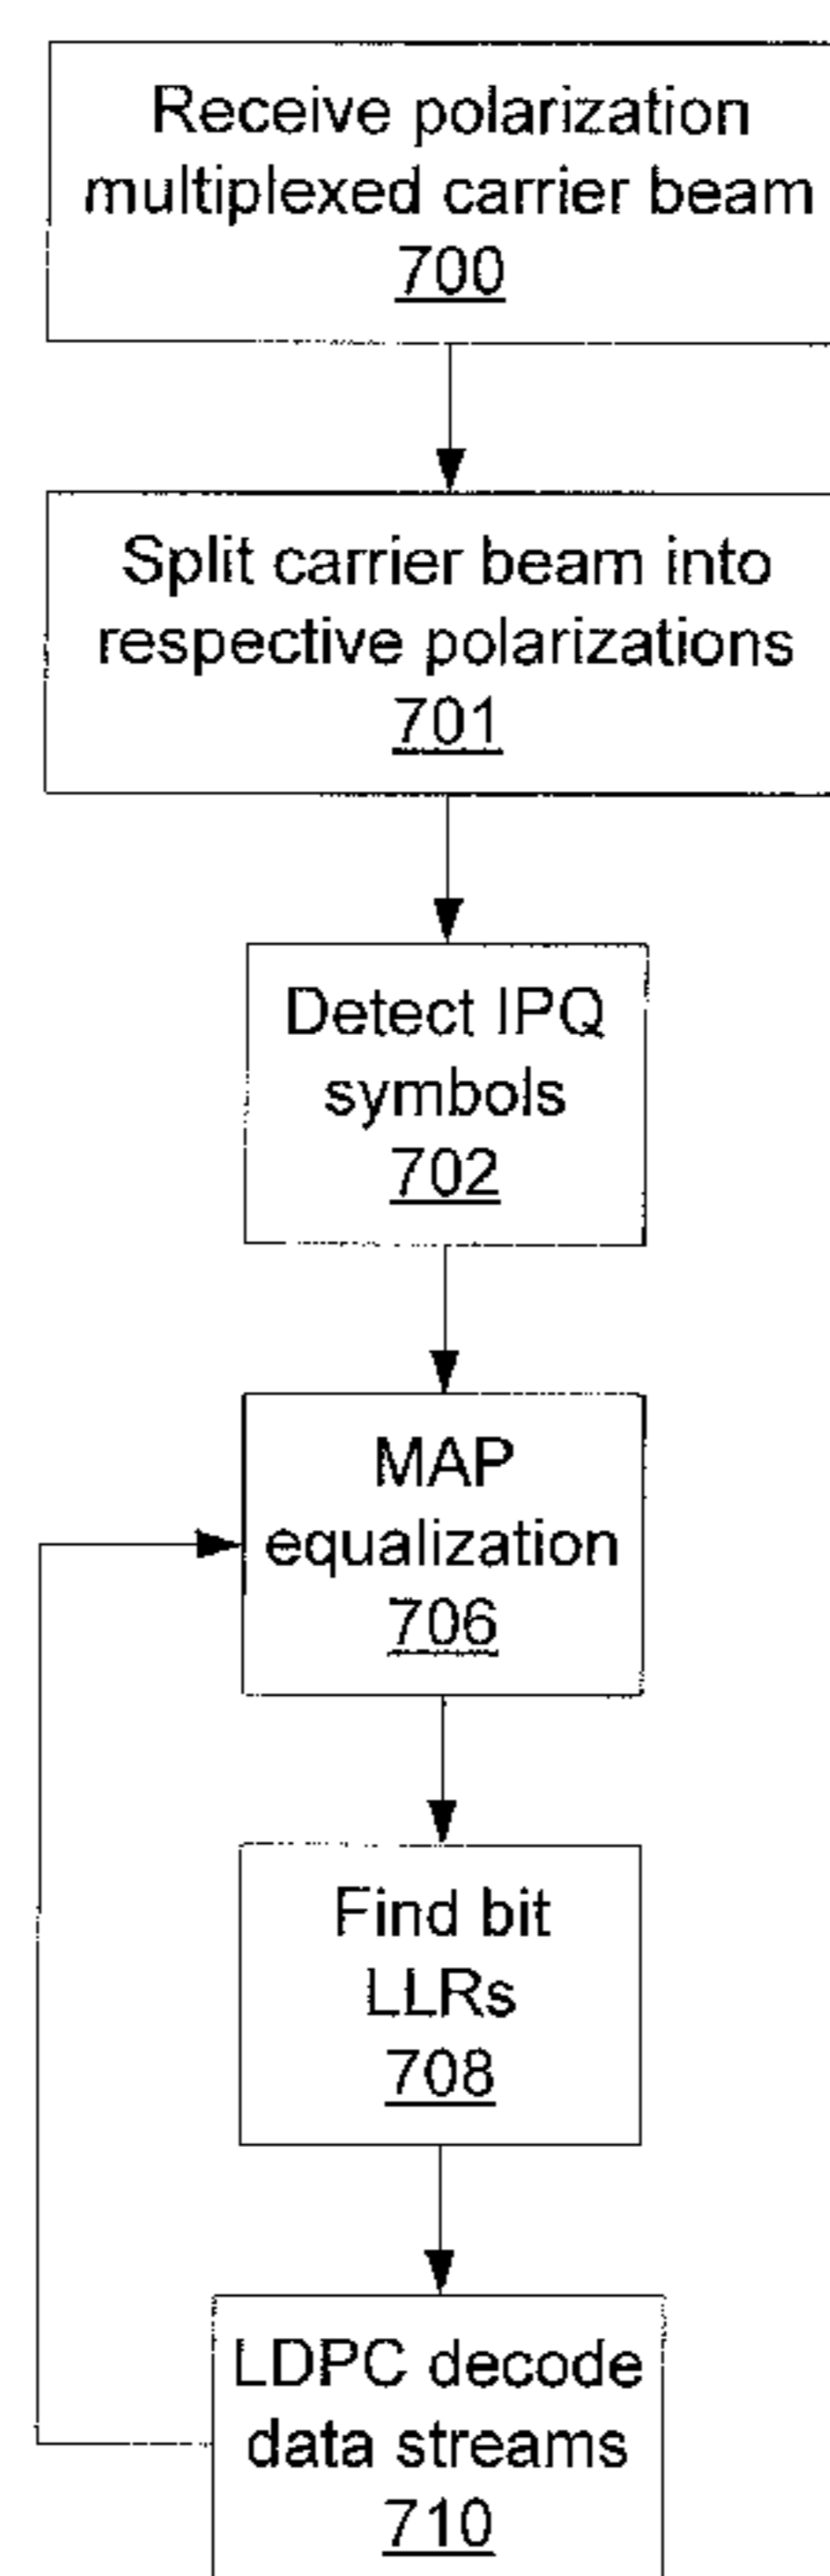 Receive polarization
multiplexed carrier beam
700
Split carrier beam into
respective polarizations
701
Detect IPQ
symbols
702
MAP
equalization
706
Find bit
LLRs
708
LDPC decode
data streams
710